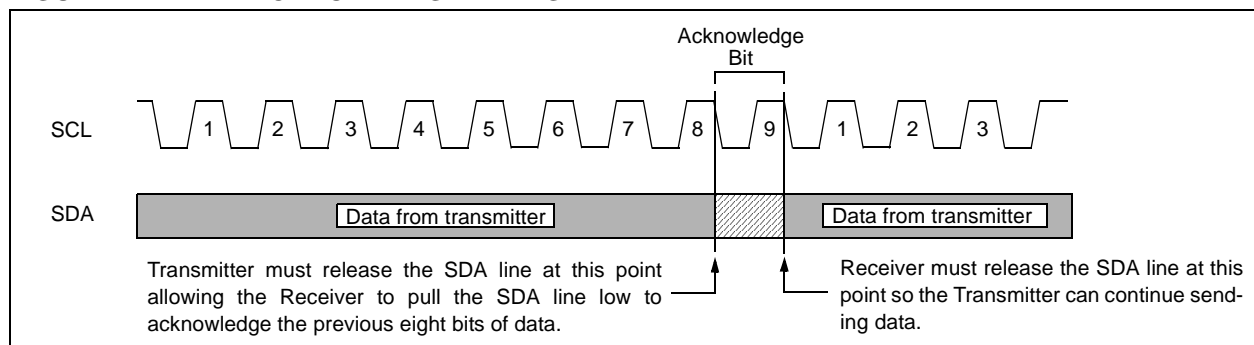 Acknowledge
Bit
SCL
1 2 3 4 5 6 7 8 9 1 2 3
SDA
Data from transmitter
Data from transmitter
Transmitter must release the SDA line at this point
allowing the Receiver to pull the SDA line low to
acknowledge the previous eight bits of data.
Receiver must release the SDA line at this
point so the Transmitter can continue send-
ing data.